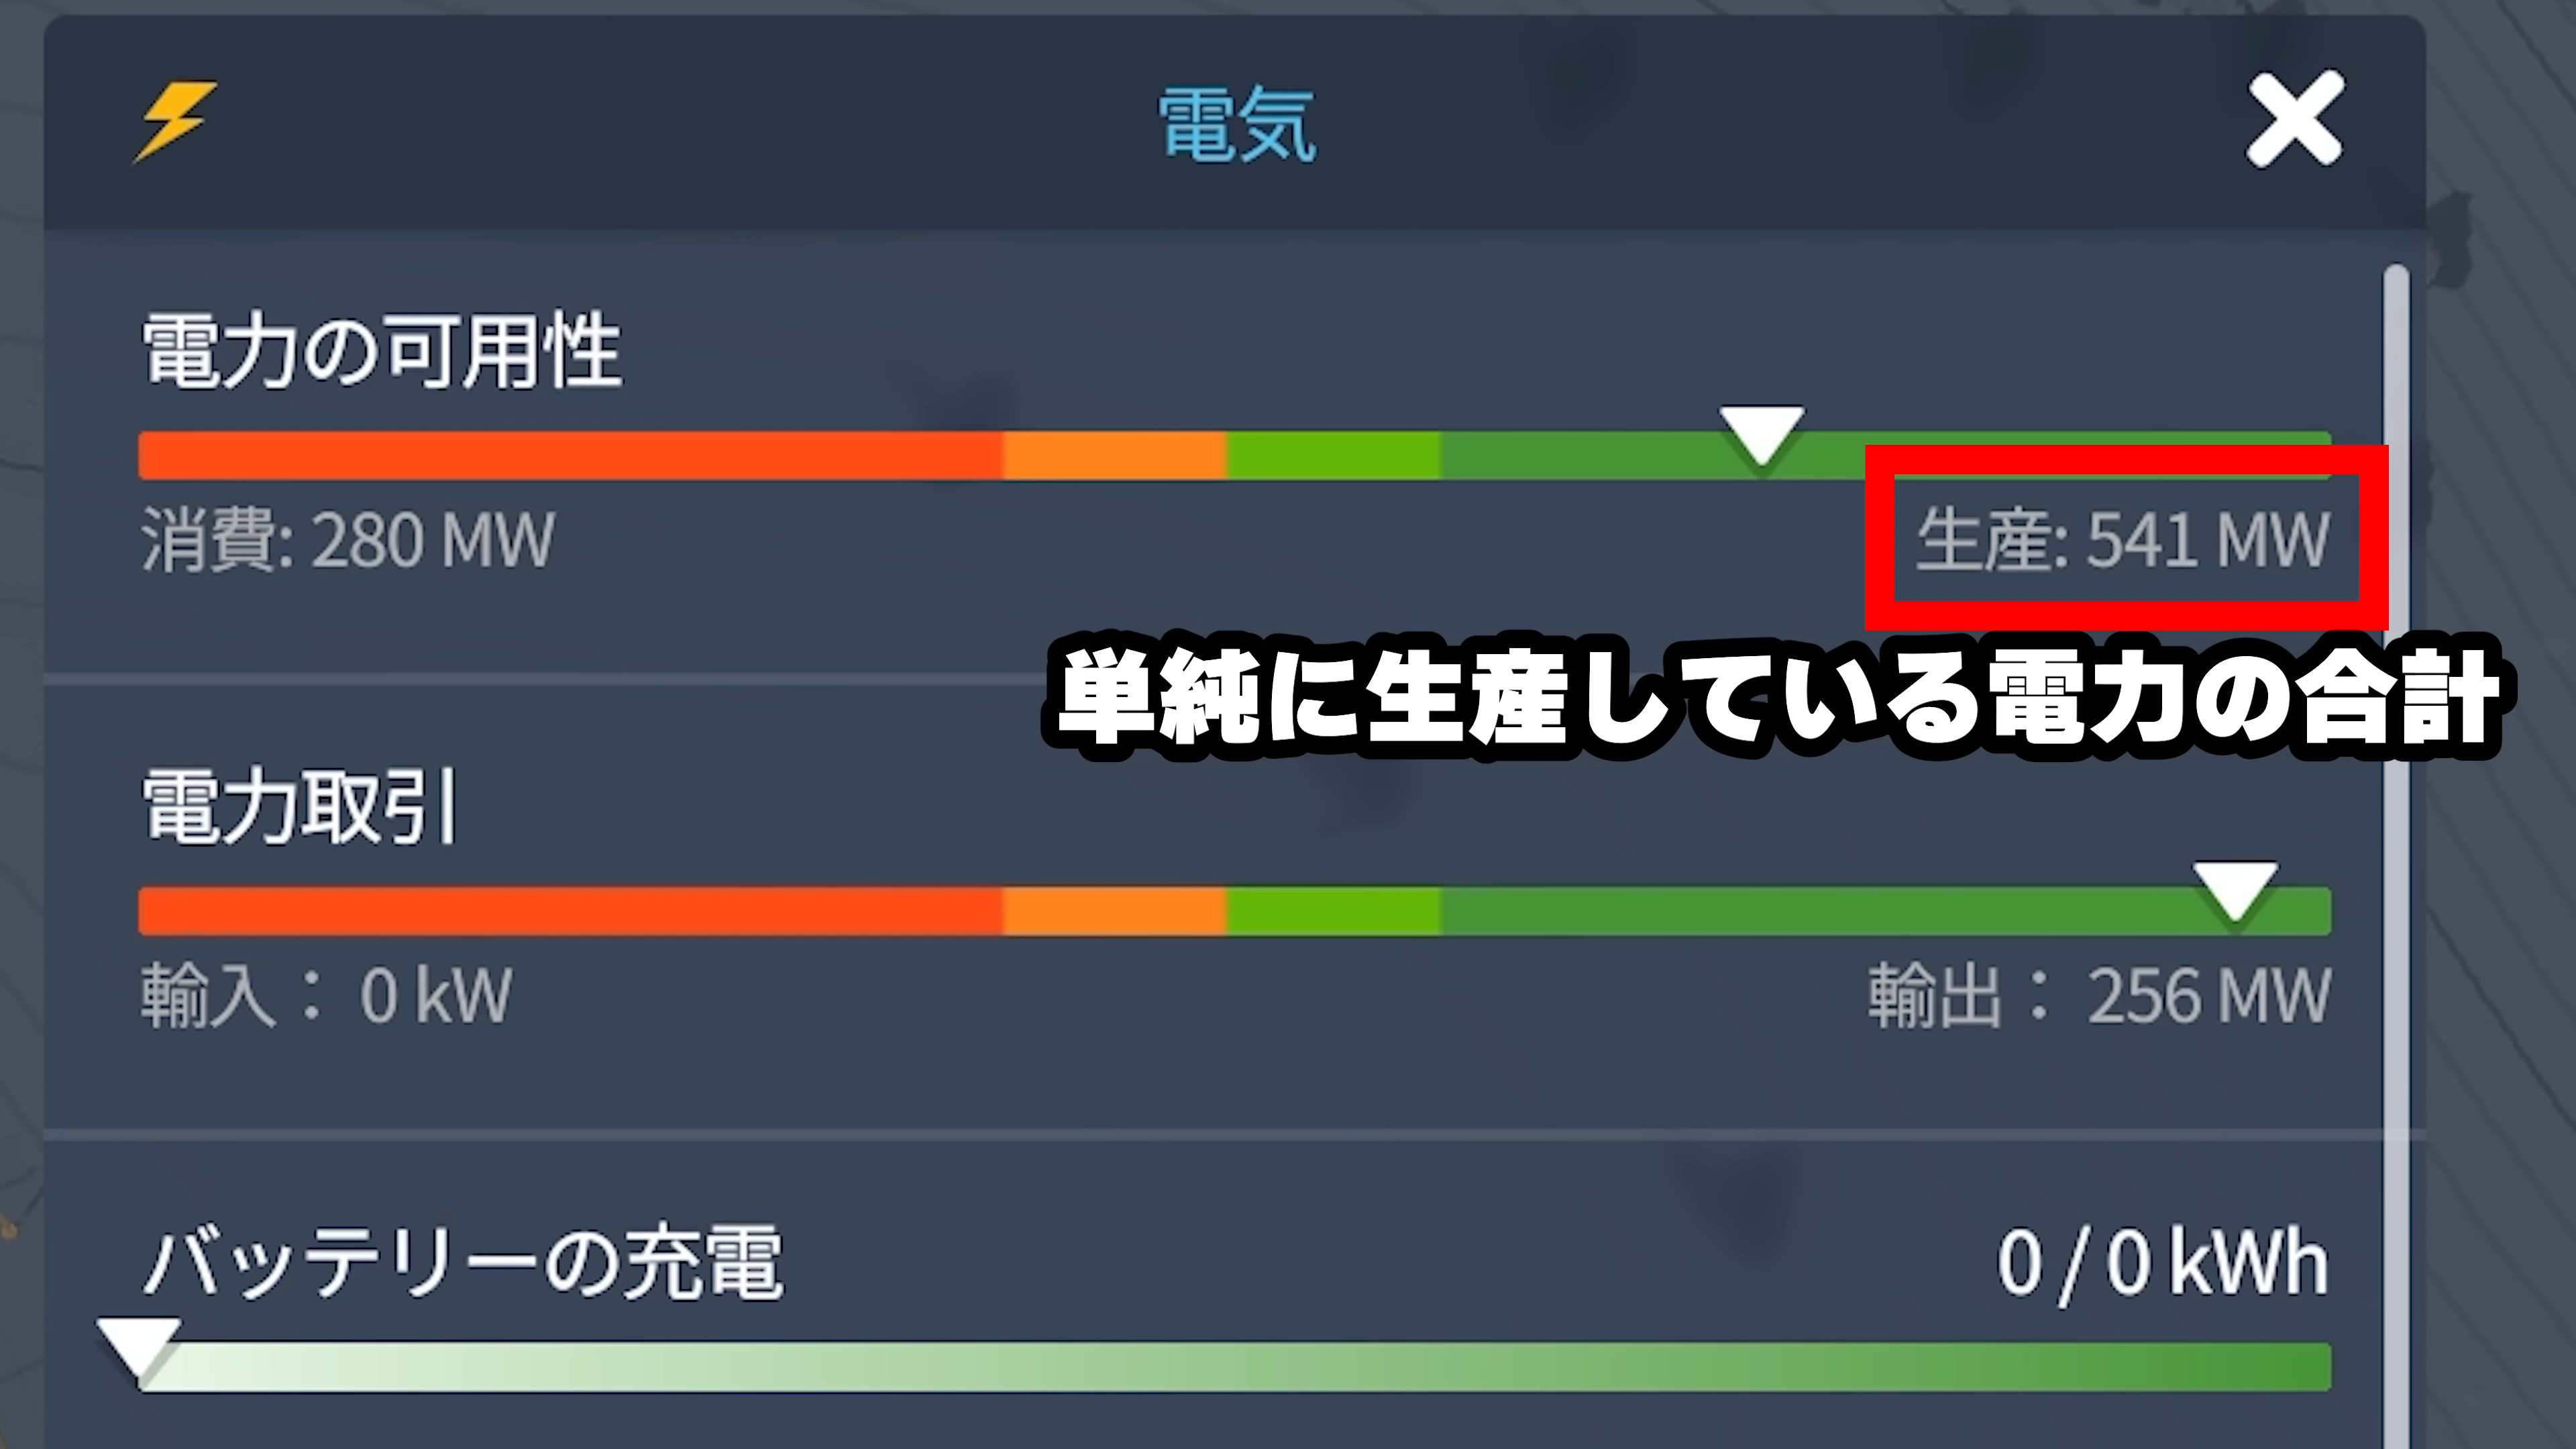 電気
電力の可用性
消費: 280 MW
生産: 541 MW
単純に生産している電力の合計
電力取引
輸入： 0 kW
輸出： 256 MW
バッテリーの充電
0 / 0 kWh